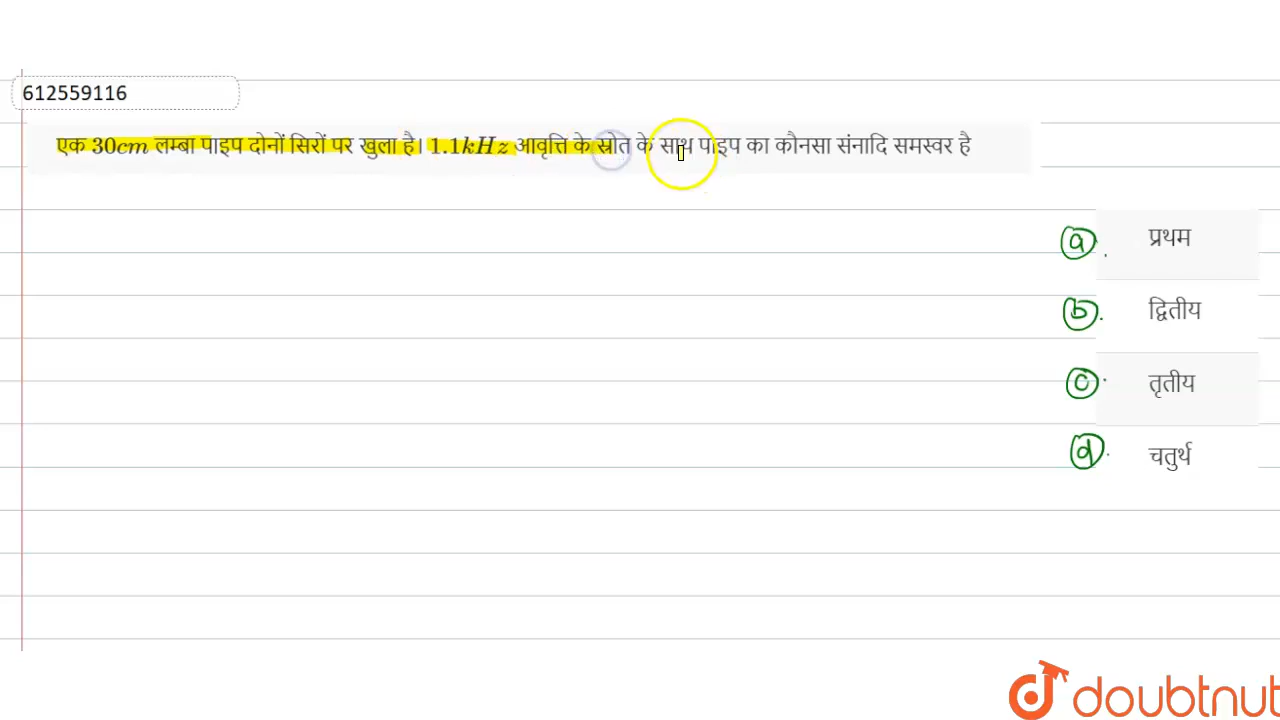 612559116
एक 30cm लम्बा पाइप दोनों सिरों पर खुला है। 1.1kHz आवृत्ति के स्रोत के साथ पाइप का कौनसा संनादि समस्वर है
a. प्रथम
b. द्वितीय
c. तृतीय
d. चतुर्थ
doubtnut